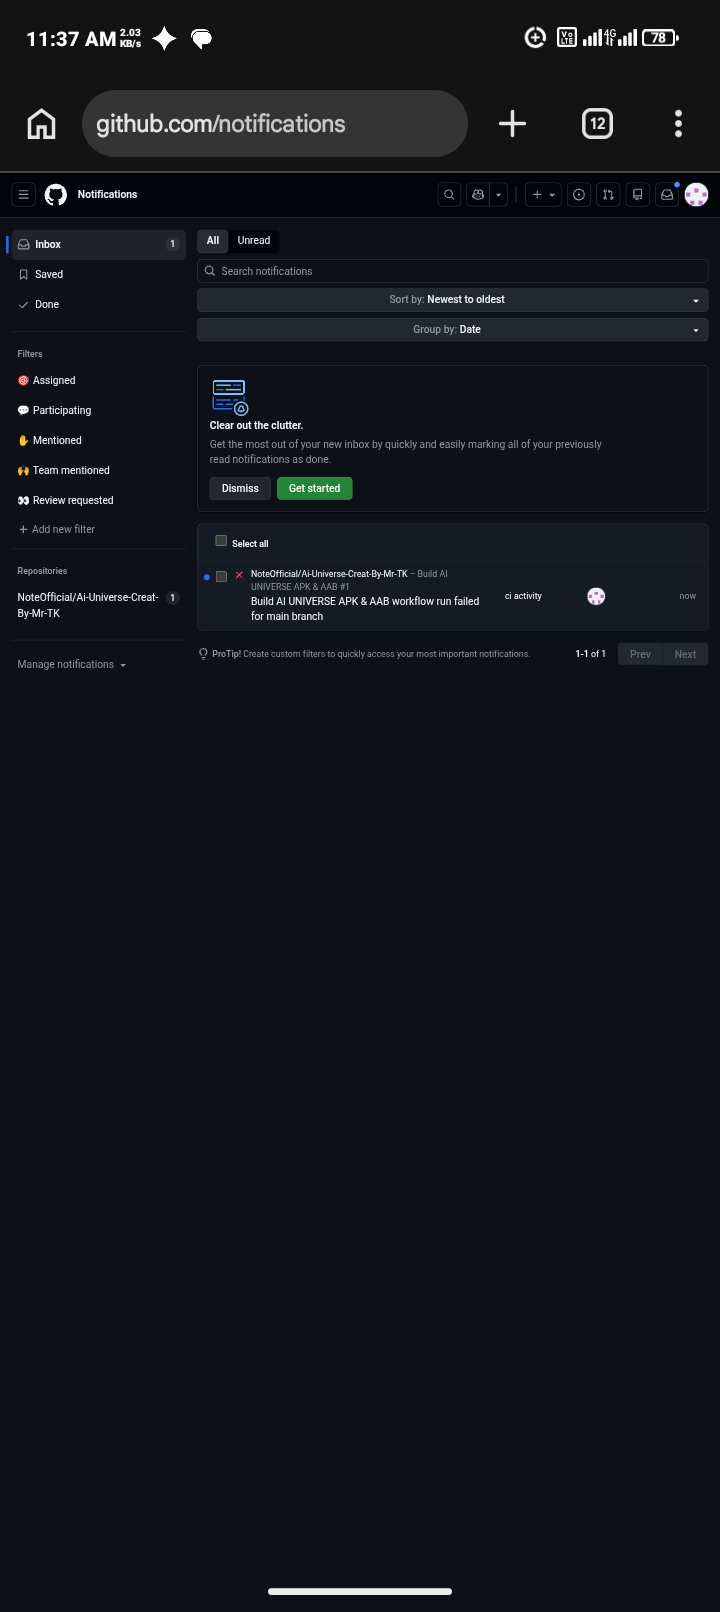 11:37 AM 2.03 KB/s
Vo LTE 4G 78
github.com/notifications
12
Notifications
Inbox 1
Saved
Done
Filters
🎯 Assigned
💬 Participating
✋ Mentioned
🙌 Team mentioned
👀 Review requested
Add new filter
Repositories
NoteOfficial/Ai-Universe-Creat- 1
By-Mr-TK
Manage notifications
All Unread
Search notifications
Sort by: Newest to oldest
Group by: Date
Clear out the clutter.
Get the most out of your new inbox by quickly and easily marking all of your previously
read notifications as done.
Dismiss Get started
Select all
NoteOfficial/Ai-Universe-Creat-By-Mr-TK – Build AI
UNIVERSE APK & AAB #1
Build AI UNIVERSE APK & AAB workflow run failed
for main branch
ci activity
now
ProTip! Create custom filters to quickly access your most important notifications.
1-1 of 1 Prev Next